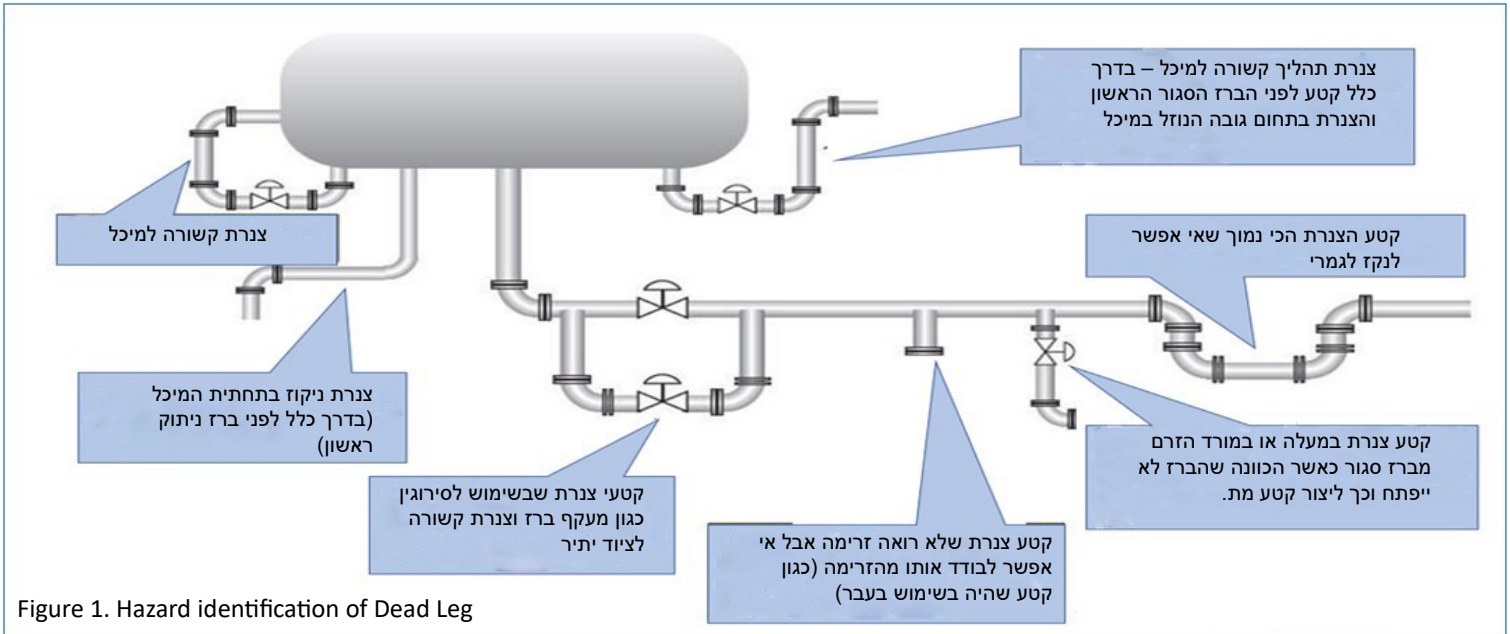 צנרת תהליך קשורה למיכל – בדרך
כלל קטע לפני הברז הסגור הראשון
והצנרת בתחום גובה הנוזל במיכל
צנרת קשורה למיכל
קטע הצנרת הכי נמוך שאי אפשר
לנקז לגמרי
צנרת ניקוז בתחתית המיכל
(בדרך כלל לפני ברז ניתוק
ראשון)
קטע צנרת במעלה או במורד הזרם
מברז סגור כאשר הכוונה שהברז לא
ייפתח וכך ליצור קטע מת.
קטעי צנרת שבשימוש לסירוגין
כגון מעקף ברז וצנרת קשורה
לציוד יתיר
קטע צנרת שלא רואה זרימה אבל אי
אפשר לבודד אותו מהזרימה (כגון
קטע שהיה בשימוש בעבר)
Figure 1. Hazard identification of Dead Leg